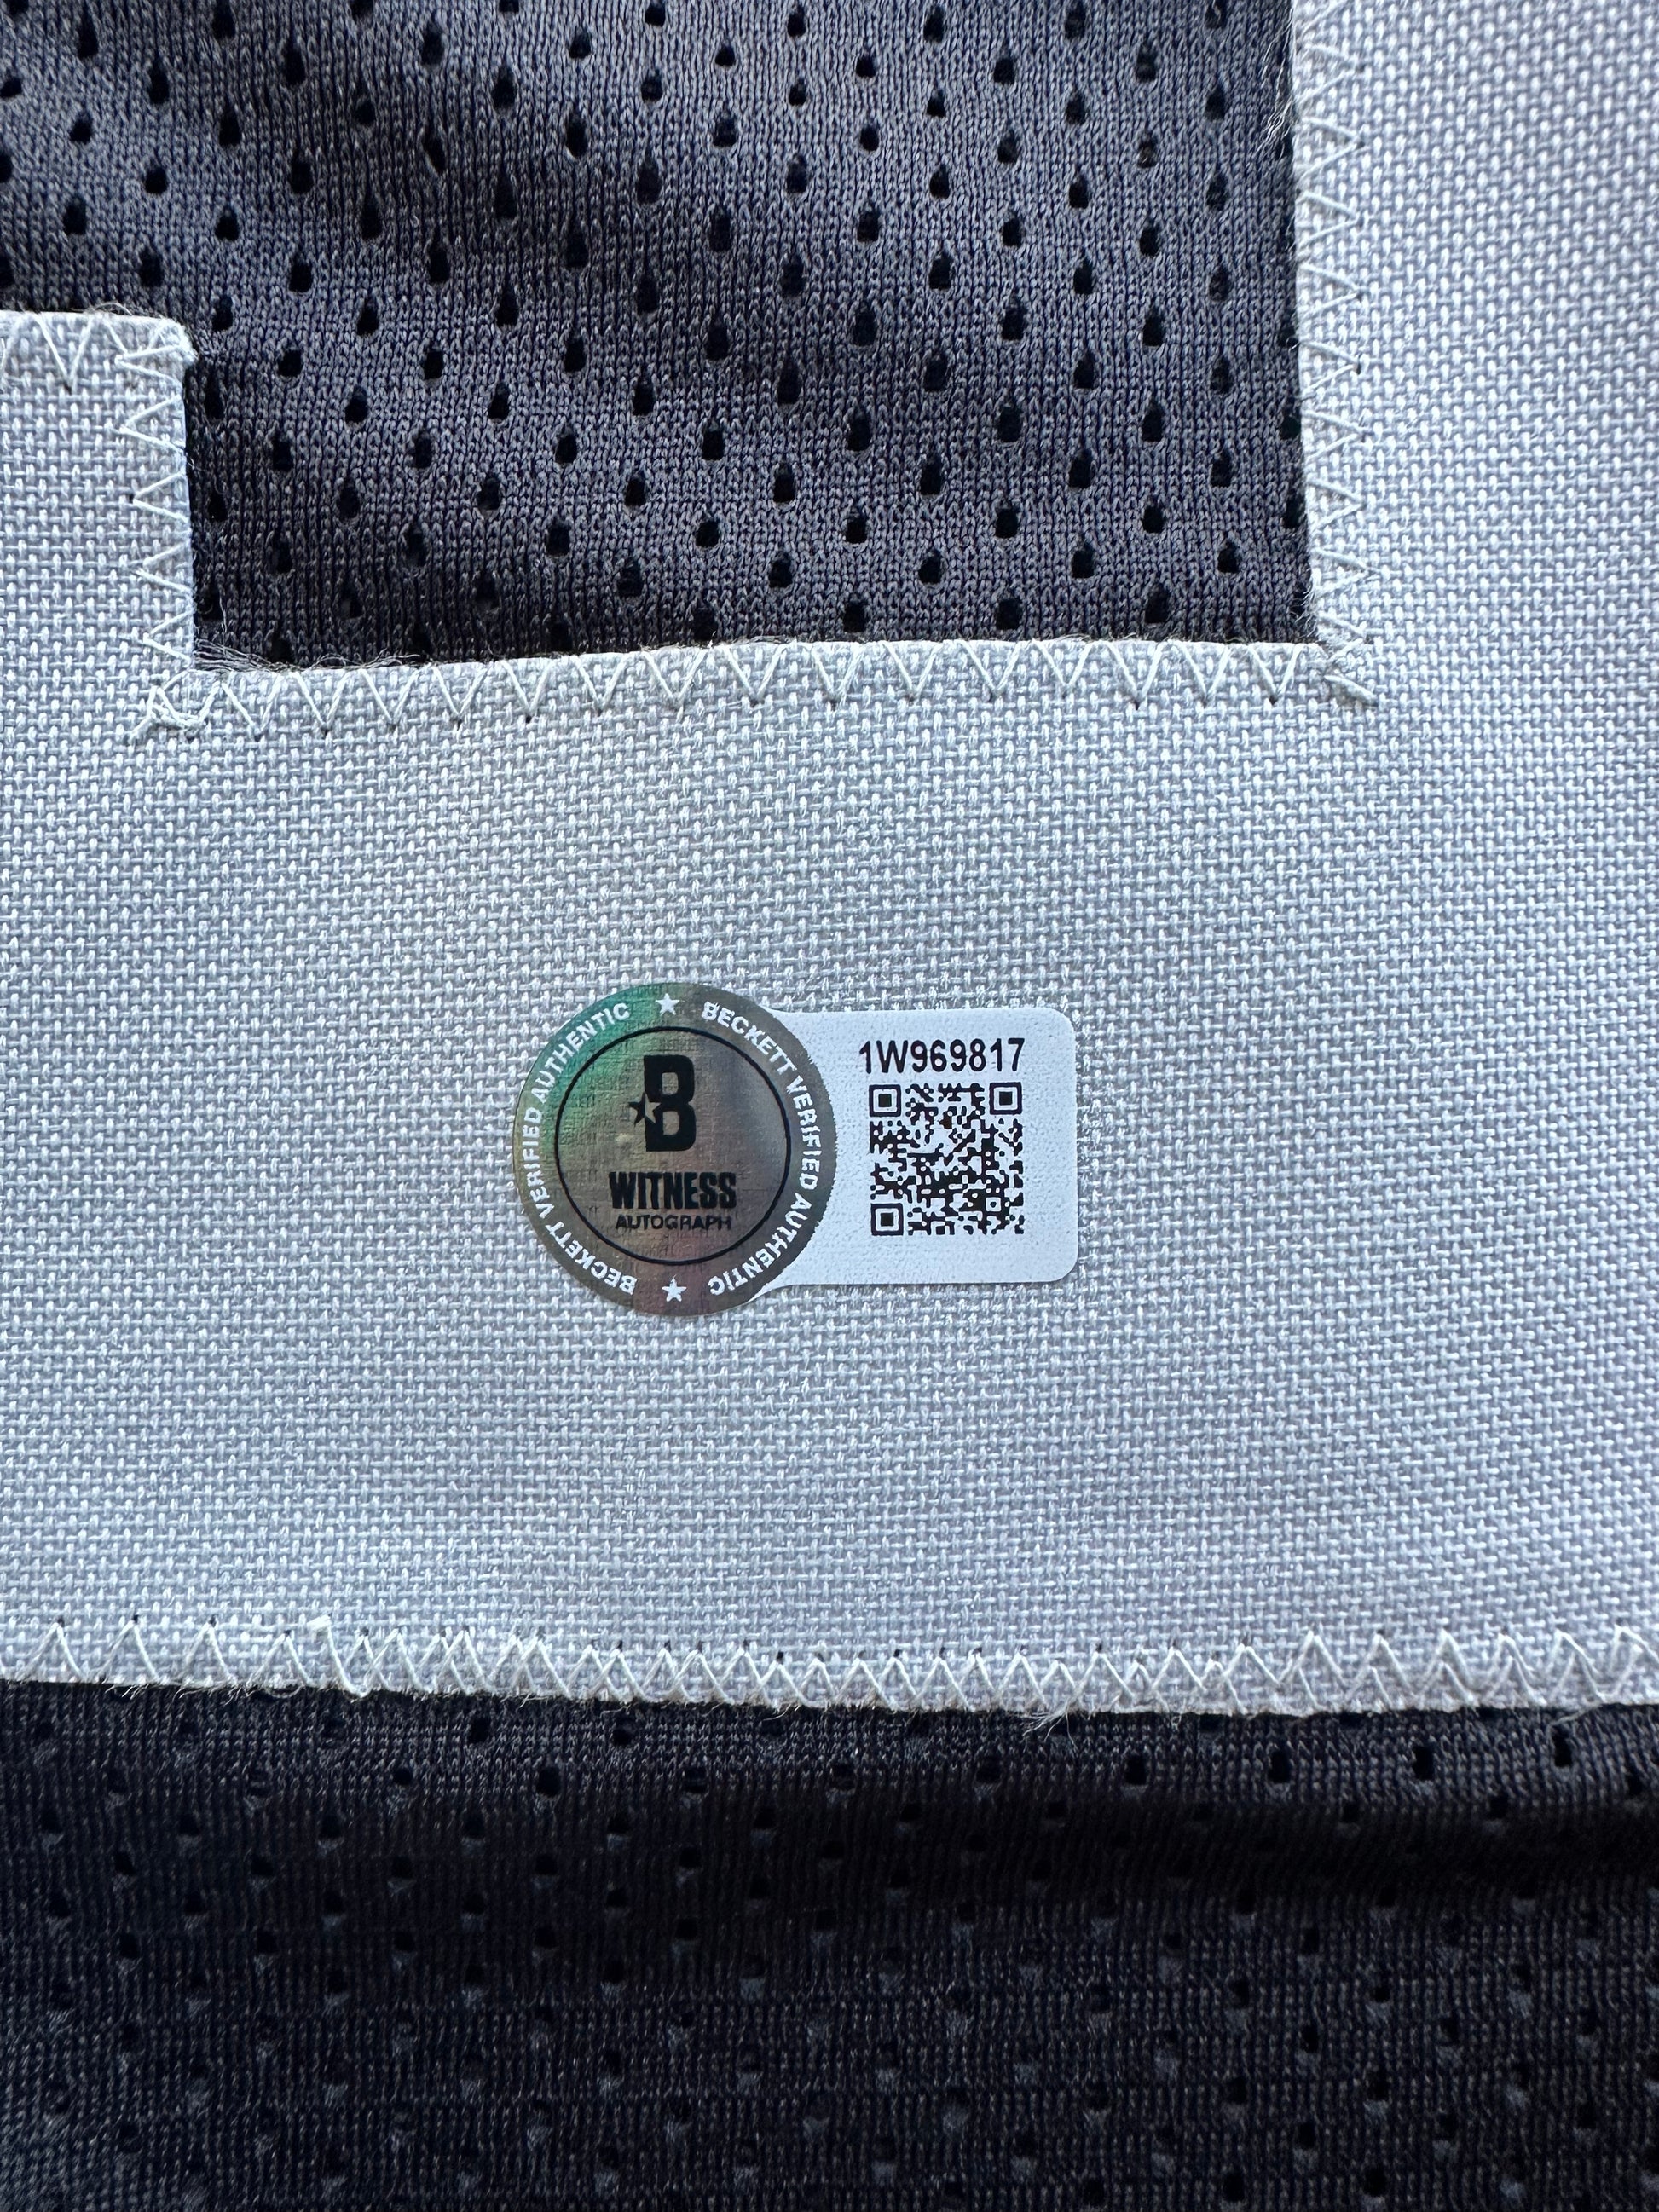 BECKETT VERIFIED AUTHENTIC ★ BECKETT VERIFIED AUTHENTIC ★
B
WITNESS
AUTOGRAPH
1W969817